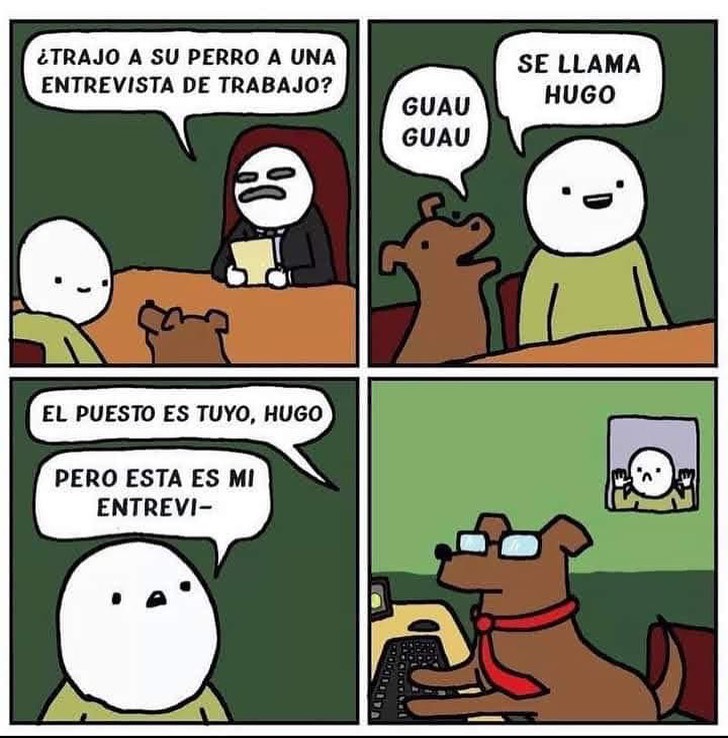 ¿TRAJO A SU PERRO A UNA
ENTREVISTA DE TRABAJO?
GUAU
GUAU
SE LLAMA
HUGO
EL PUESTO ES TUYO, HUGO
PERO ESTA ES MI
ENTREVI-